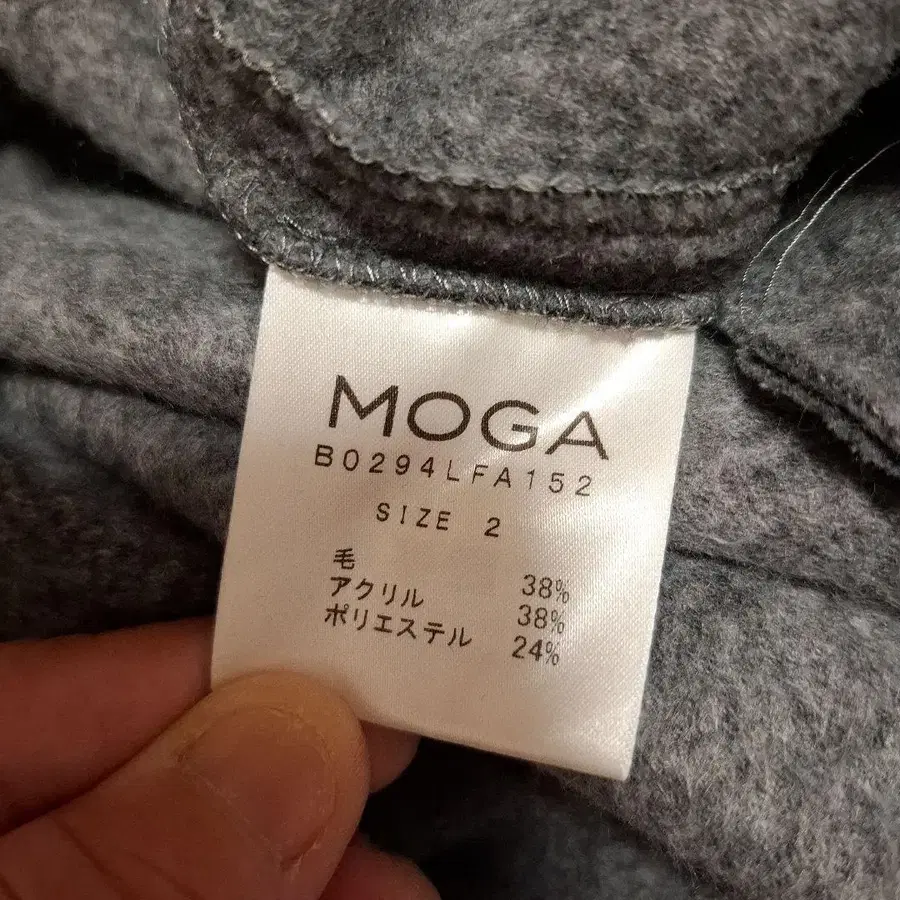 MOGA
B0294LFA152
SIZE 2
毛 38%
アクリル 38%
ポリエステル 24%